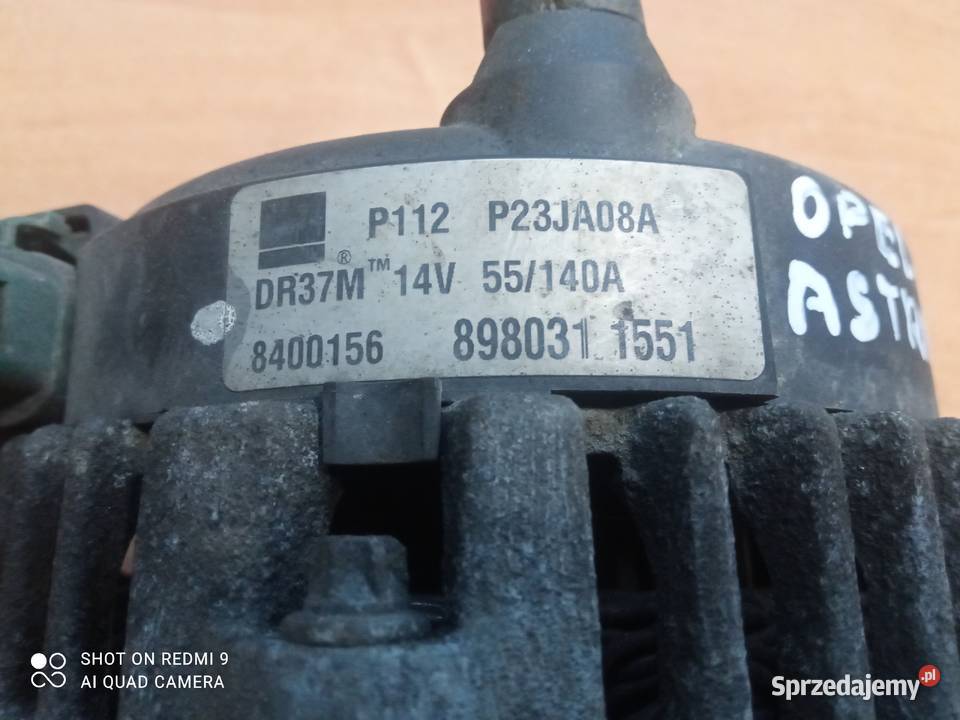 P112 P23JA08A
® DR37M™ 14V 55/140A
8400156 898031 1551
OPEL
ASTRA
SHOT ON REDMI 9
AI QUAD CAMERA
Sprzedajemy.pl